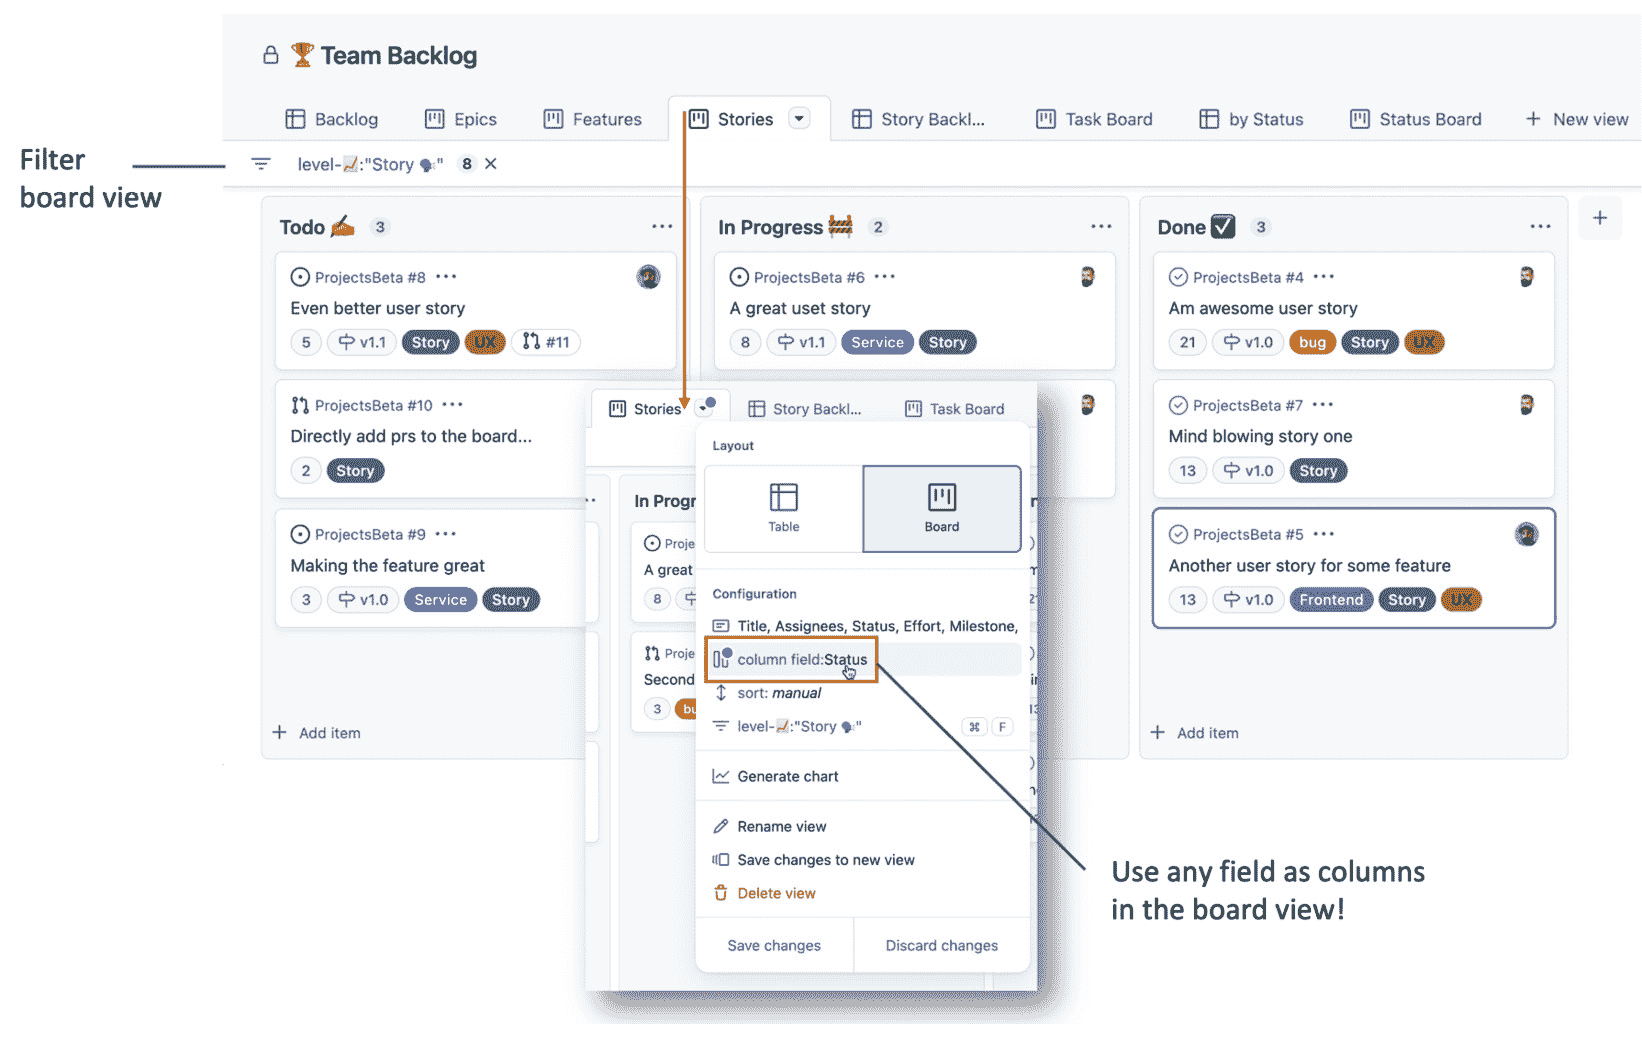 Team Backlog
Backlog
Epics
Features
Stories
Story Backl...
Task Board
by Status
Status Board
+ New view
Filter
board view
level-📈:"Story 🗣" 8 ✕
Todo ✍ 3 ...
ProjectsBeta #8 ...
Even better user story
5 v1.1 Story UX #11
ProjectsBeta #10 ...
Directly add prs to the board...
2 Story
ProjectsBeta #9 ...
Making the feature great
3 v1.0 Service Story
+ Add item
In Progress 🚧 2 ...
ProjectsBeta #6 ...
A great uset story
8 v1.1 Service Story
Done ☑ 3 ...
ProjectsBeta #4 ...
Am awesome user story
21 v1.0 bug Story UX
ProjectsBeta #7 ...
Mind blowing story one
13 v1.0 Story
ProjectsBeta #5 ...
Another user story for some feature
13 v1.0 Frontend Story UX
+ Add item
+
Stories
Story Backl...
Task Board
In Progr
Proje
A great
8
Proje
Second
3 bu
Layout
Table
Board
Configuration
Title, Assignees, Status, Effort, Milestone,
column field:Status
sort: manual
level-📈:"Story 🗣" ⌘ F
Generate chart
Rename view
Save changes to new view
Delete view
Save changes
Discard changes
Use any field as columns
in the board view!